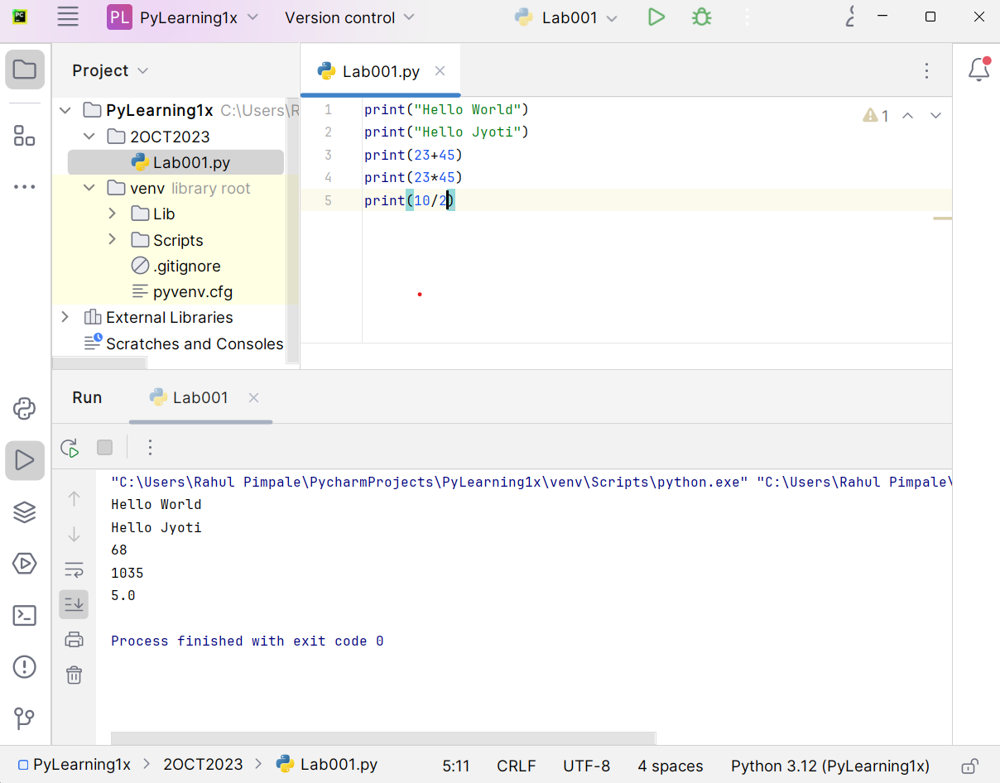 PC PL PyLearning1x Version control Lab001
Project
Lab001.py
PyLearning1x C:\Users\R
2OCT2023
Lab001.py
venv library root
Lib
Scripts
.gitignore
pyvenv.cfg
External Libraries
Scratches and Consoles
1 print("Hello World")
2 print("Hello Jyoti")
3 print(23+45)
4 print(23*45)
5 print(10/2)
1
Run Lab001
"C:\Users\Rahul Pimpale\PycharmProjects\PyLearning1x\venv\Scripts\python.exe" "C:\Users\Rahul Pimpale\
Hello World
Hello Jyoti
68
1035
5.0
Process finished with exit code 0
PyLearning1x 2OCT2023 Lab001.py 5:11 CRLF UTF-8 4 spaces Python 3.12 (PyLearning1x)